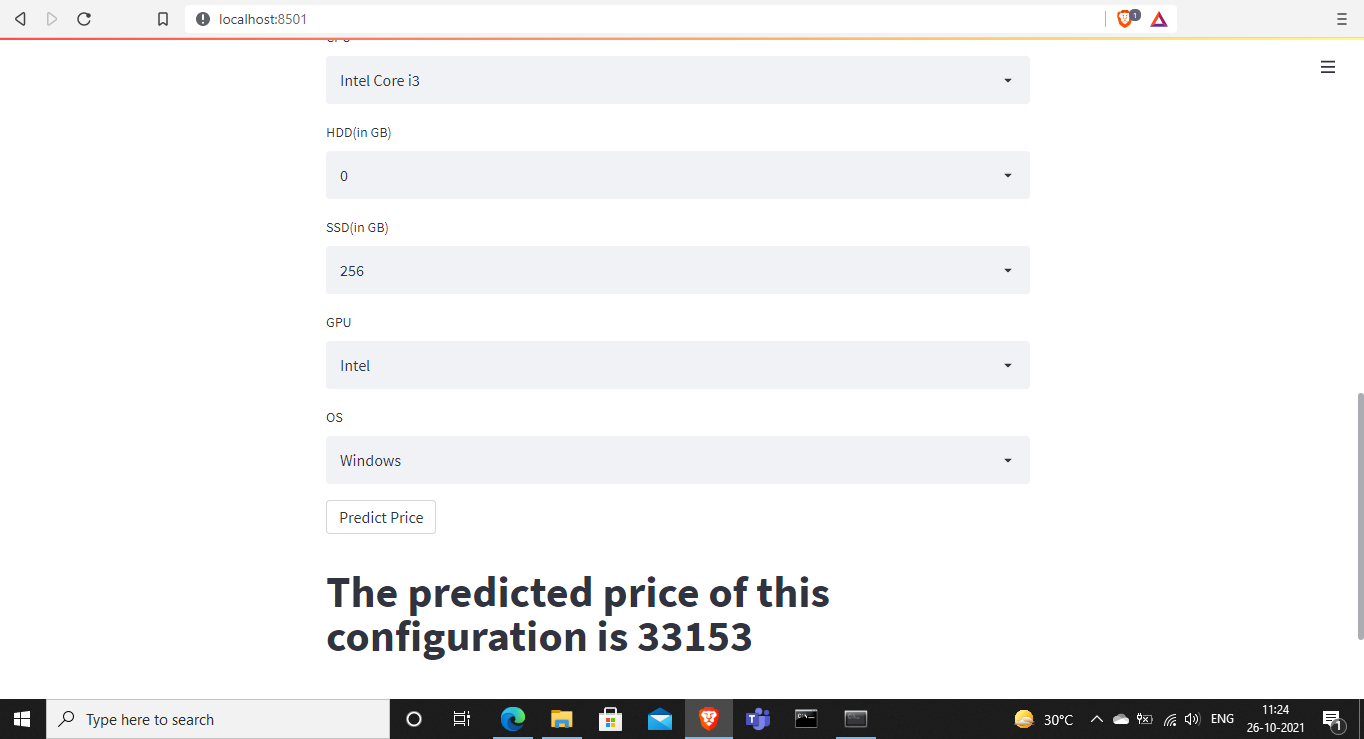 localhost:8501
1
Intel Core i3
HDD(in GB)
0
SSD(in GB)
256
GPU
Intel
OS
Windows
Predict Price
The predicted price of this
configuration is 33153
Type here to search
30°C
ENG
11:24
26-10-2021
1